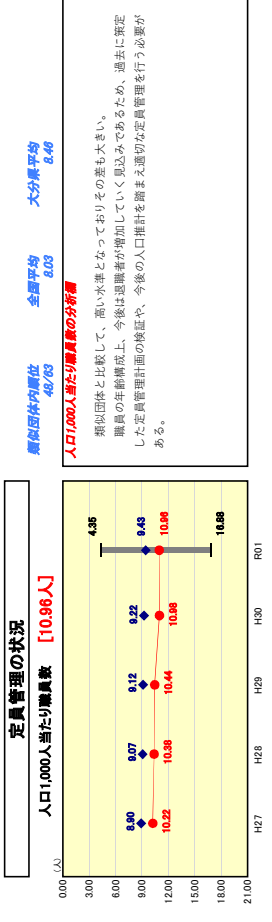 定員管理の状況
人口1,000人当たり職員数 [10.96人]
(人)
0.00
3.00
6.00
9.00
12.00
15.00
18.00
21.00
8.90
9.07
9.12
9.22
9.43
10.22
10.38
10.44
10.98
10.96
4.35
16.88
H27
H28
H29
H30
R01
類似団体内順位
48/63
全国平均
8.03
大分県平均
8.46
人口1,000人当たり職員数の分析欄
類似団体と比較して、高い水準となっておりその差も大きい。
職員の年齢構成上、今後は退職者が増加していく見込みであるため、過去に策定
した定員管理計画の検証や、今後の人口推計を踏まえ適切な定員管理を行う必要が
ある。